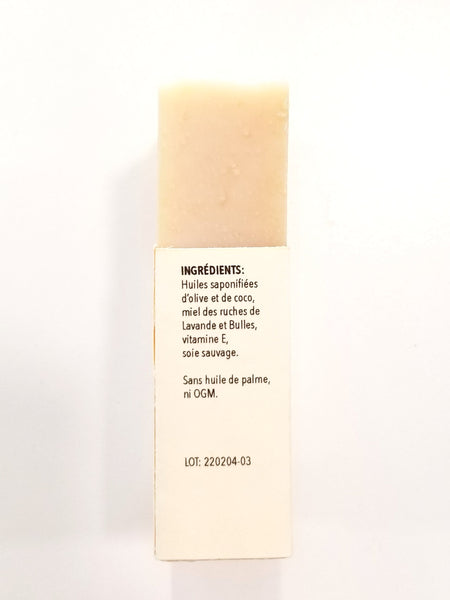 INGRÉDIENTS:
Huiles saponifiées
d'olive et de coco,
miel des ruches de
Lavande et Bulles,
vitamine E,
soie sauvage.
Sans huile de palme,
ni OGM.
LOT: 220204-03